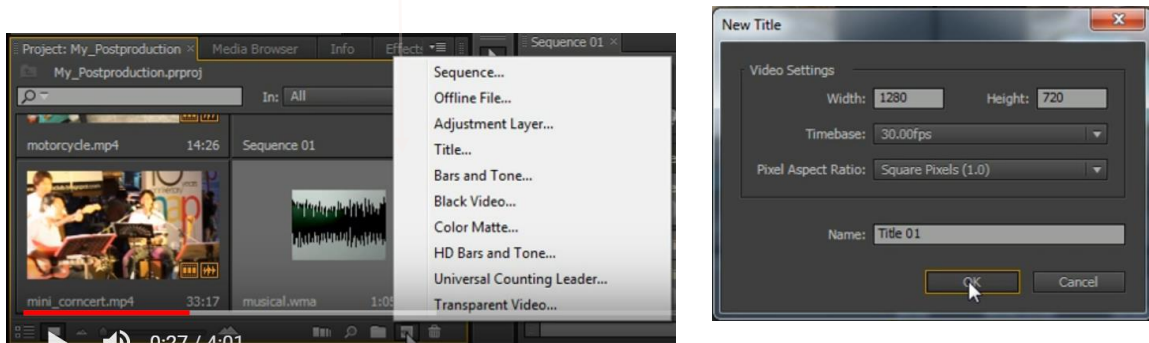 Project: My_Postproduction × Media Browser Info Effects
My_Postproduction.prproj
In: All
motorcycle.mp4 14:26 Sequence 01
mini_corncert.mp4 33:17 musical.wma 1:05
0:27 / 4:01
Sequence 01 ×
Sequence...
Offline File...
Adjustment Layer...
Title...
Bars and Tone...
Black Video...
Color Matte...
HD Bars and Tone...
Universal Counting Leader...
Transparent Video...
New Title
Video Settings
Width: 1280 Height: 720
Timebase: 30.00fps
Pixel Aspect Ratio: Square Pixels (1.0)
Name: Title 01
OK Cancel